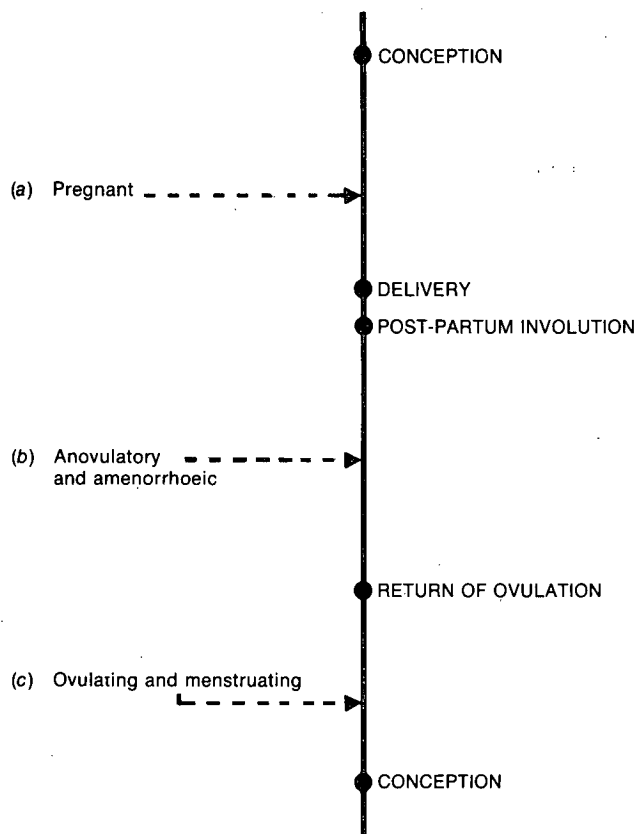 CONCEPTION
(a) Pregnant
DELIVERY
POST-PARTUM INVOLUTION
(b) Anovulatory
and amenorrhoeic
RETURN OF OVULATION
(c) Ovulating and menstruating
CONCEPTION